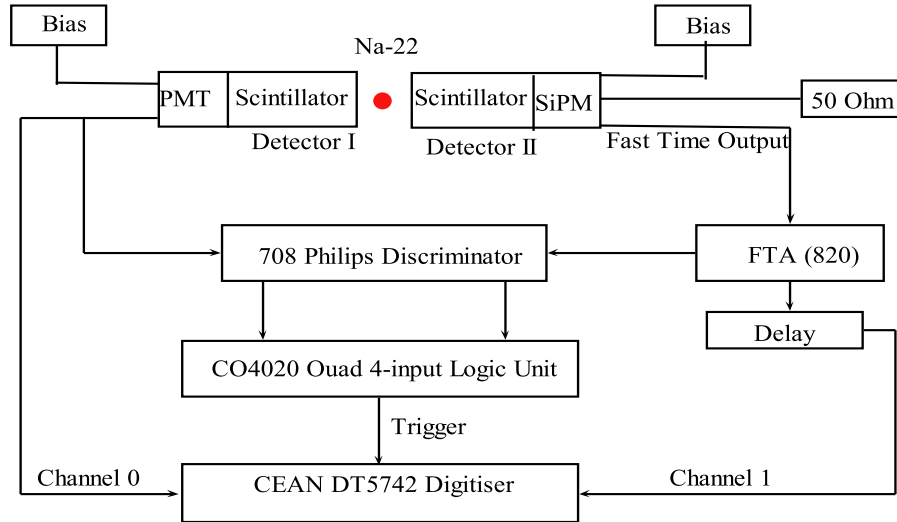 Bias
Bias
Na-22
PMT
Scintillator
Scintillator
SiPM
50 Ohm
Detector I
Detector II
Fast Time Output
708 Philips Discriminator
FTA (820)
Delay
CO4020 Ouad 4-input Logic Unit
Trigger
Channel 0
CEAN DT5742 Digitiser
Channel 1